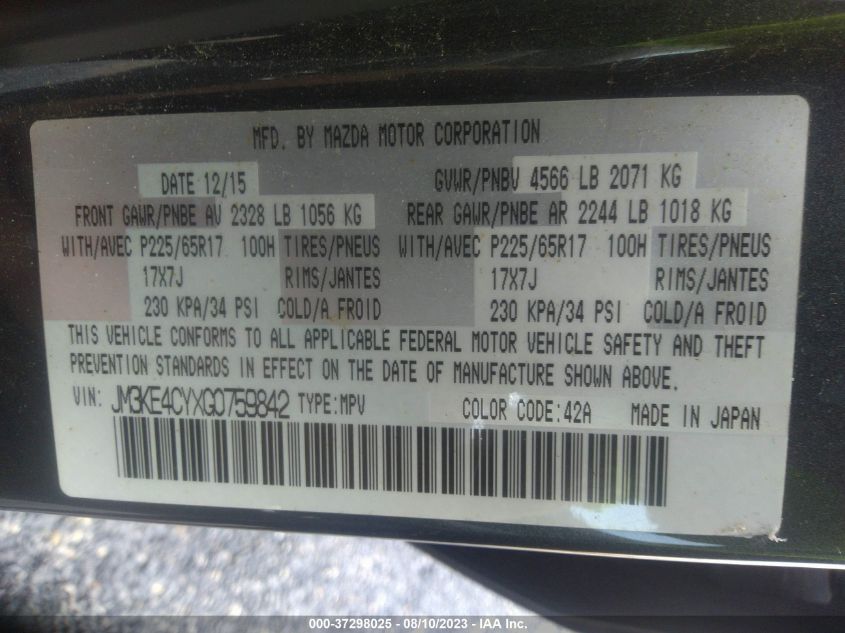 MFD. BY MAZDA MOTOR CORPORATION
DATE 12/15 GVWR/PNBV 4566 LB 2071 KG
FRONT GAWR/PNBE AV 2328 LB 1056 KG REAR GAWR/PNBE AR 2244 LB 1018 KG
WITH/AVEC P225/65R17 100H TIRES/PNEUS WITH/AVEC P225/65R17 100H TIRES/PNEUS
17X7J RIMS/JANTES 17X7J RIMS/JANTES
230 KPA/34 PSI COLD/A FROID 230 KPA/34 PSI COLD/A FROID
THIS VEHICLE CONFORMS TO ALL APPLICABLE FEDERAL MOTOR VEHICLE SAFETY AND THEFT
PREVENTION STANDARDS IN EFFECT ON THE DATE OF MANUFACTURE SHOWN ABOVE.
VIN: JM3KE4CYXG0759842 TYPE:MPV COLOR CODE:42A MADE IN JAPAN
000-37298025 - 08/10/2023 - IAA Inc.